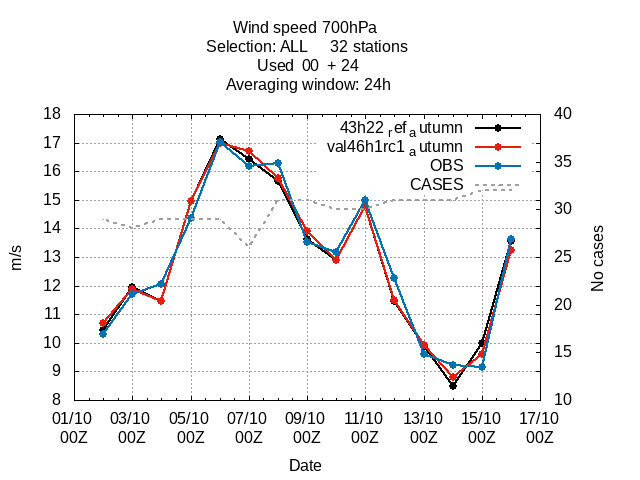 Wind speed 700hPa
Selection: ALL 32 stations
Used 00 + 24
Averaging window: 24h
43h22 refa utumn
val46h1rc1 a utumn
OBS
CASES
18
17
16
15
14
13
12
11
10
9
8
40
35
30
25
20
15
10
m/s
No cases
01/10 03/10 05/10 07/10 09/10 11/10 13/10 15/10 17/10
00Z 00Z 00Z 00Z 00Z 00Z 00Z 00Z 00Z
Date